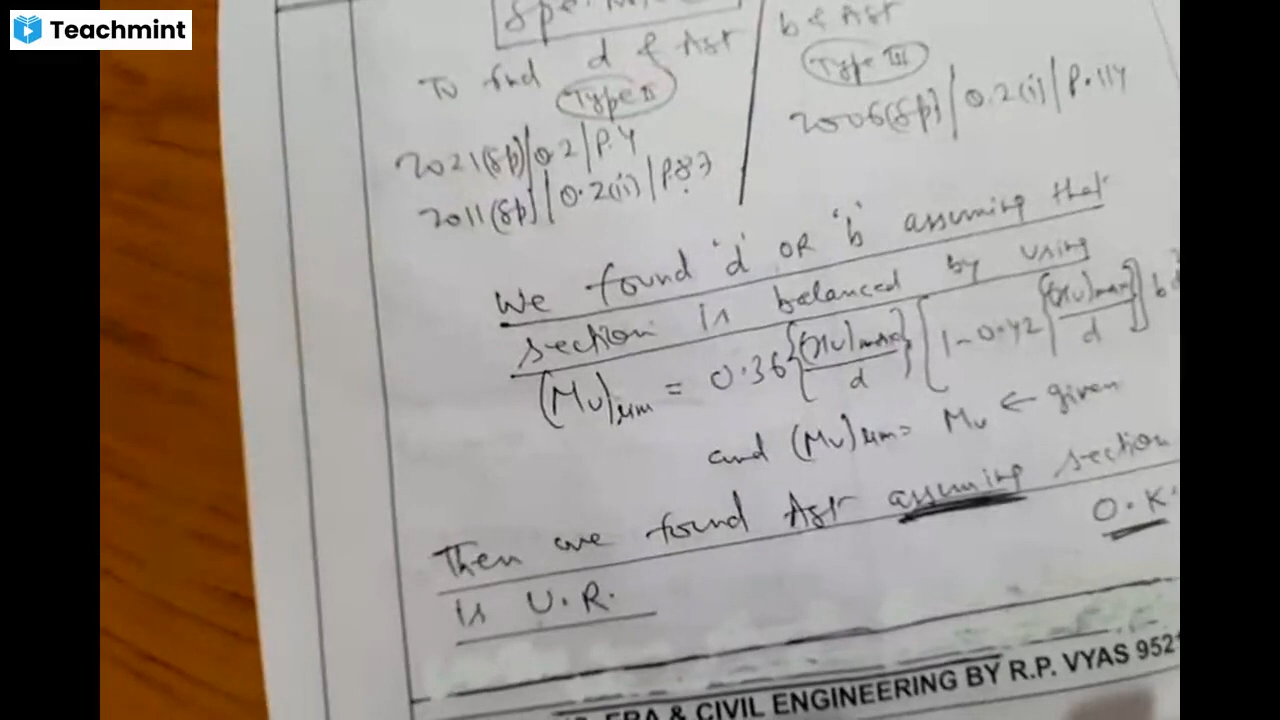 Teachmint
To find d & Ast
b & Ast
Type II
Type III
2021(Sp)/Q.2/P.4
2006(Sp)/Q.2(i)/P.114
2011(Sp)/Q.2(ii)/P.87
We found 'd' OR 'b' assuming that
section is balanced by using
(Mu)lim = 0.36{(xu)max/d}[1-0.42{(xu)max/d}]b
and (Mu)lim = Mu ← given
Then we found Ast assuming section
is U.R. O.K.
ERA & CIVIL ENGINEERING BY R.P. VYAS 952